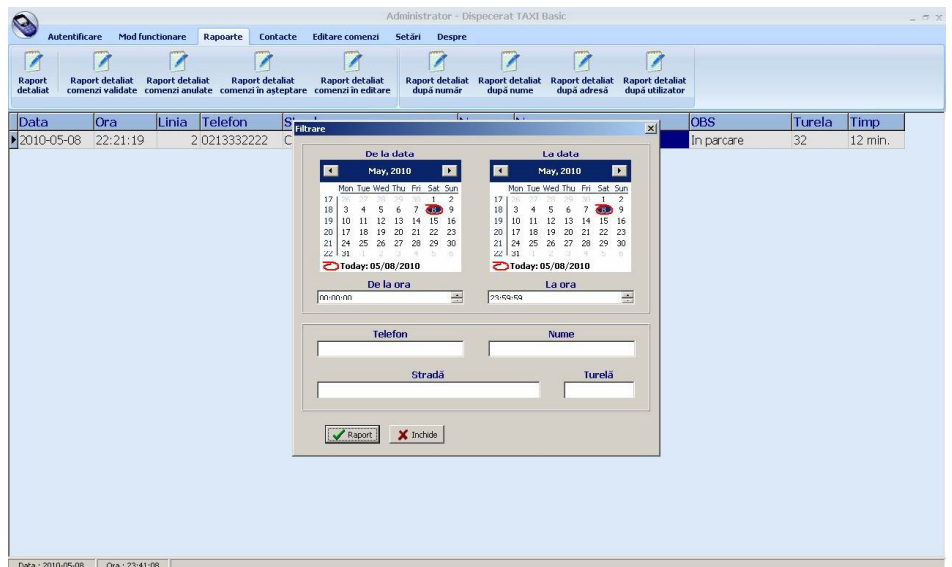 Administrator - Dispecerat TAXI Basic
Autentificare Mod functionare Rapoarte Contacte Editare comenzi Setări Despre
Raport detaliat
Raport detaliat comenzi validate
Raport detaliat comenzi anulate
Raport detaliat comenzi în așteptare
Raport detaliat comenzi în editare
Raport detaliat după număr
Raport detaliat după nume
Raport detaliat după adresă
Raport detaliat după utilizator
Data Ora Linia Telefon OBS Turela Timp
2010-05-08 22:21:19 2 0213332222 C In parcare 32 12 min.
Filtrare
De la data La data
May, 2010 May, 2010
Mon Tue Wed Thu Fri Sat Sun Mon Tue Wed Thu Fri Sat Sun
17 26 27 28 29 30 1 2 17 26 27 28 29 30 1 2
18 3 4 5 6 7 8 9 18 3 4 5 6 7 8 9
19 10 11 12 13 14 15 16 19 10 11 12 13 14 15 16
20 17 18 19 20 21 22 23 20 17 18 19 20 21 22 23
21 24 25 26 27 28 29 30 21 24 25 26 27 28 29 30
22 31 1 2 3 4 5 6 22 31 1 2 3 4 5 6
Today: 05/08/2010 Today: 05/08/2010
De la ora La ora
00:00:00 23:59:59
Telefon Nume
Stradă Turelă
Raport Inchide
Data : 2010-05-08 Ora : 23:41:08